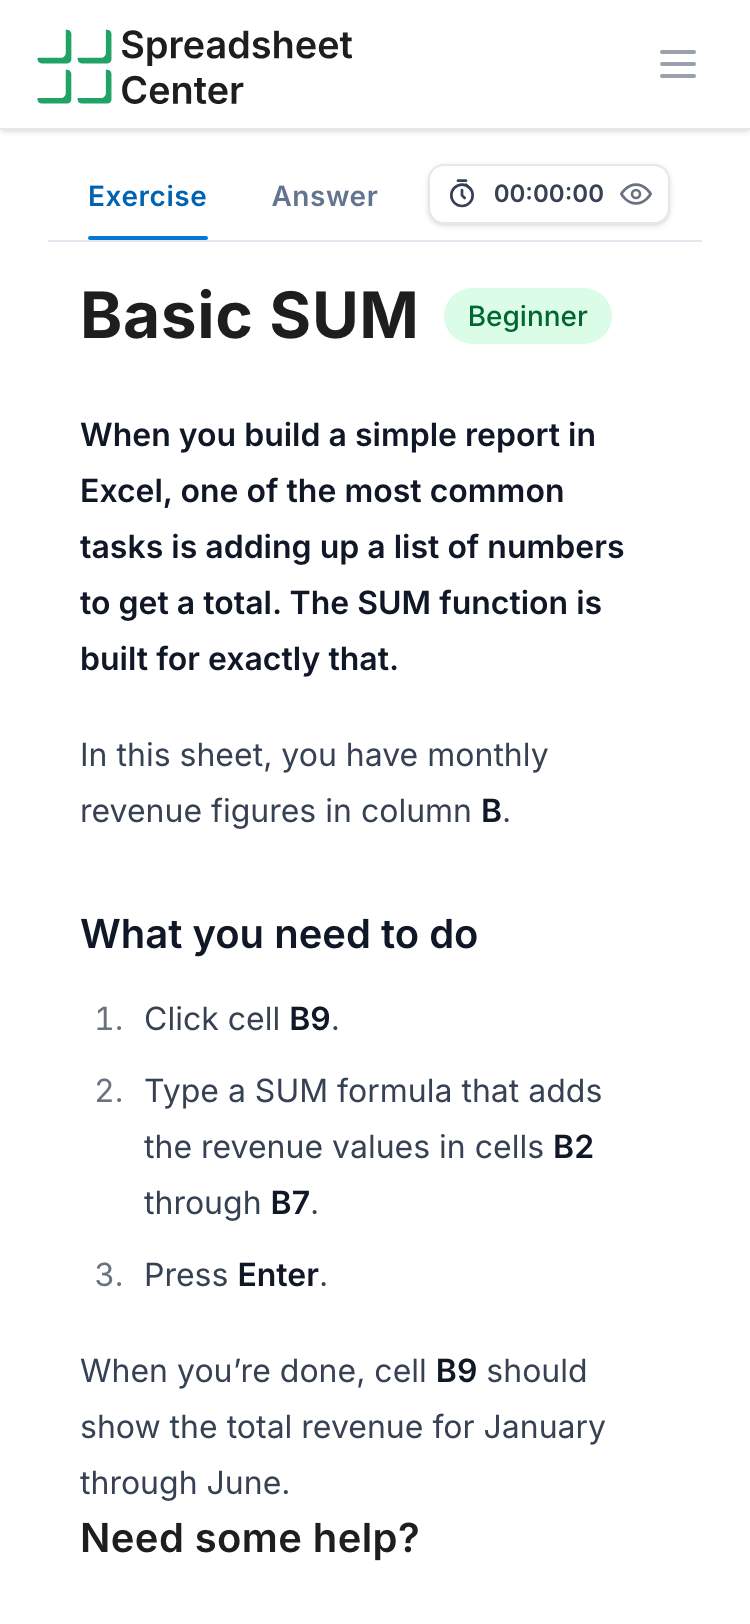 Spreadsheet
Center
Exercise
Answer
00:00:00
Basic SUM
Beginner
When you build a simple report in
Excel, one of the most common
tasks is adding up a list of numbers
to get a total. The SUM function is
built for exactly that.
In this sheet, you have monthly
revenue figures in column B.
What you need to do
1. Click cell B9.
2. Type a SUM formula that adds
the revenue values in cells B2
through B7.
3. Press Enter.
When you’re done, cell B9 should
show the total revenue for January
through June.
Need some help?